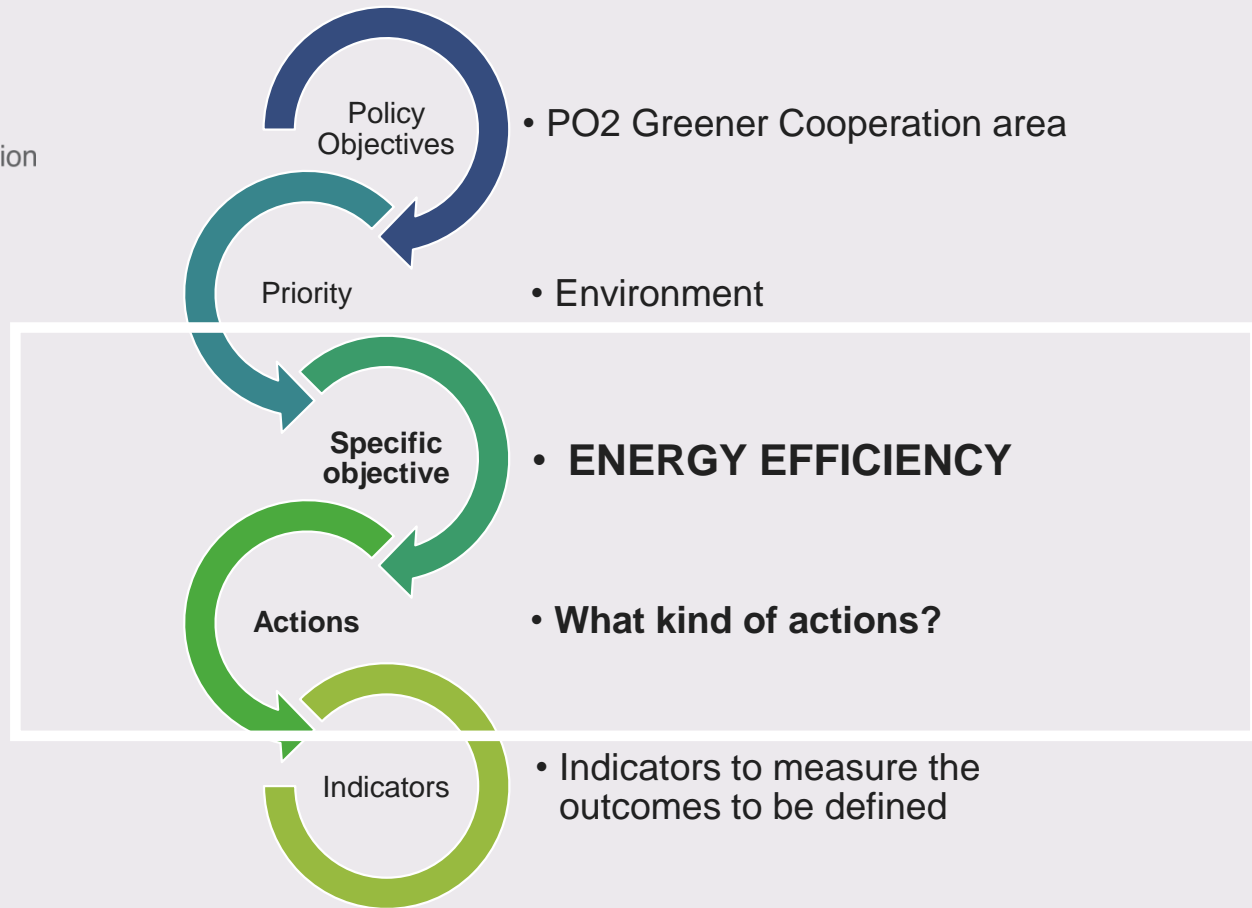 Policy
Objectives
• PO2 Greener Cooperation area
ion
Priority
• Environment
Specific
objective
• ENERGY EFFICIENCY
Actions
• What kind of actions?
Indicators
• Indicators to measure the
outcomes to be defined